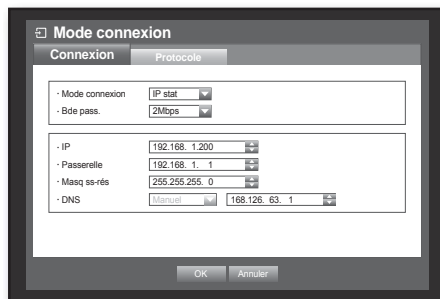 Mode connexion
Connexion Protocole
· Mode connexion IP stat
· Bde pass. 2Mbps
· IP 192.168. 1.200
· Passerelle 192.168. 1. 1
· Masq ss-rés 255.255.255. 0
· DNS Manuel 168.126. 63. 1
OK Annuler